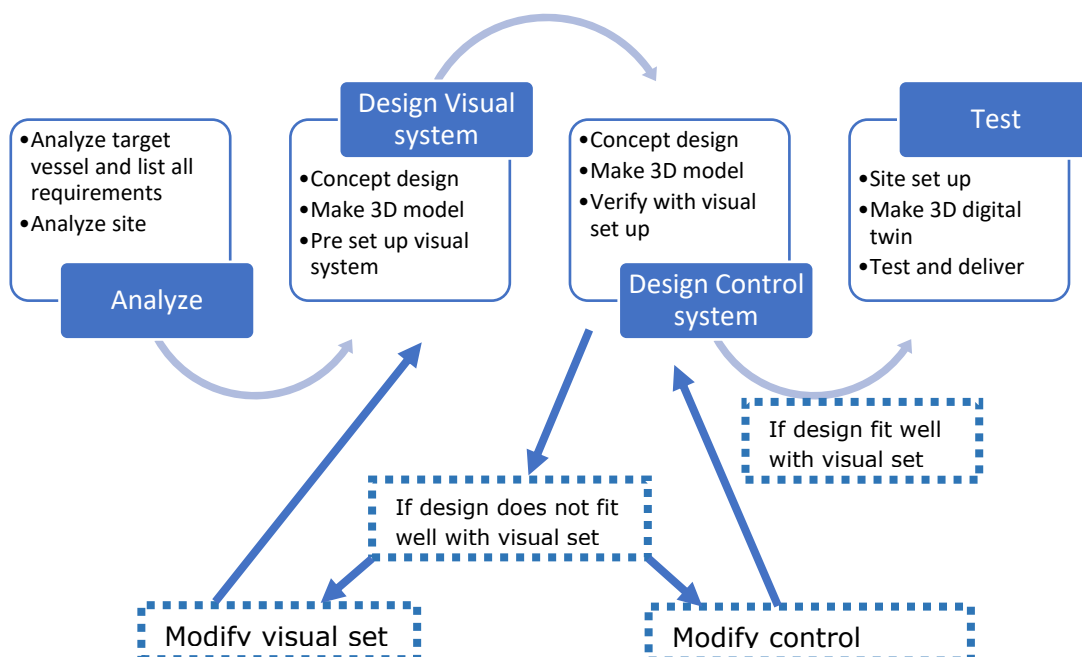 •Analyze target
vessel and list all
requirements
•Analyze site
Analyze
Design Visual
system
•Concept design
•Make 3D model
•Pre set up visual
system
•Concept design
•Make 3D model
•Verify with visual
set up
Design Control
system
Test
•Site set up
•Make 3D digital
twin
•Test and deliver
If design fit well
with visual set
If design does not fit
well with visual set
Modify visual set
Modify control